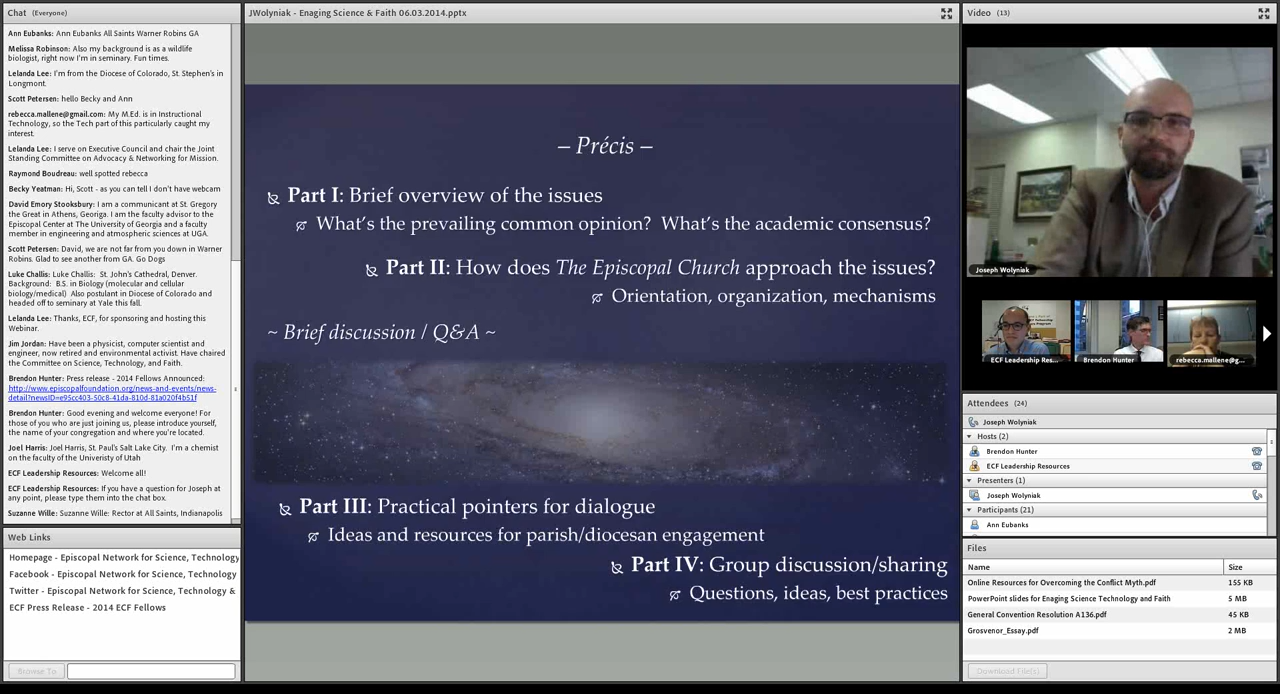 Chat (Everyone)
Ann Eubanks: Ann Eubanks All Saints Warner Robins GA
Melissa Robinson: Also my background is as a wildlife
biologist, right now I'm in seminary. Fun times.
Lelanda Lee: I'm from the Diocese of Colorado, St. Stephen's in
Longmont.
Scott Petersen: hello Becky and Ann
rebecca.mallene@gmail.com: My M.Ed. is in Instructional
Technology, so the Tech part of this particularly caught my
interest.
Lelanda Lee: I serve on Executive Council and chair the Joint
Standing Committee on Advocacy & Networking for Mission.
Raymond Boudreau: well spotted rebecca
Becky Yeatman: Hi, Scott - as you can tell I don't have webcam
David Emory Stooksbury: I am a communicant at St. Gregory
the Great in Athens, Georiga. I am the faculty advisor to the
Episcopal Center at The University of Georgia and a faculty
member in engineering and atmospheric sciences at UGA.
Scott Petersen: David, we are not far from you down in Warner
Robins. Glad to see another from GA. Go Dogs
Luke Challis: Luke Challis: St. John's Cathedral, Denver.
Background: B.S. in Biology (molecular and cellular
biology/medical) Also postulant in Diocese of Colorado and
headed off to seminary at Yale this fall.
Lelanda Lee: Thanks, ECF, for sponsoring and hosting this
Webinar.
Jim Jordan: Have been a physicist, computer scientist and
engineer, now retired and environmental activist. Have chaired
the Committee on Science, Technology, and Faith.
Brendon Hunter: Press release - 2014 Fellows Announced:
http://www.episcopalfoundation.org/news-and-events/news-
detail?newsID=e95cc403-50c8-41da-810d-81a020f4b51f
Brendon Hunter: Good evening and welcome everyone! For
those of you who are just joining us, please introduce yourself,
the name of your congregation and where you're located.
Joel Harris: Joel Harris, St. Paul's Salt Lake City. I'm a chemist
on the faculty of the Univeristy of Utah
ECF Leadership Resources: Welcome all!
ECF Leadership Resources: If you have a question for Joseph at
any point, please type them into the chat box.
Suzanne Wille: Suzanne Wille: Rector at All Saints, Indianapolis
Web Links
Homepage - Episcopal Network for Science, Technology
Facebook - Episcopal Network for Science, Technology
Twitter - Episcopal Network for Science, Technology &
ECF Press Release - 2014 ECF Fellows
Browse To
JWolyniak - Enaging Science & Faith 06.03.2014.pptx
– Précis –
Part I: Brief overview of the issues
What's the prevailing common opinion? What's the academic consensus?
Part II: How does The Episcopal Church approach the issues?
Orientation, organization, mechanisms
~ Brief discussion / Q&A ~
Part III: Practical pointers for dialogue
Ideas and resources for parish/diocesan engagement
Part IV: Group discussion/sharing
Questions, ideas, best practices
Video (13)
Joseph Wolyniak
ECF Leadership Res...
Brendon Hunter
rebecca.mallene@g...
Attendees (24)
Joseph Wolyniak
Hosts (2)
Brendon Hunter
ECF Leadership Resources
Presenters (1)
Joseph Wolyniak
Participants (21)
Ann Eubanks
Files
Name Size
Online Resources for Overcoming the Conflict Myth.pdf 155 KB
PowerPoint slides for Enaging Science Technology and Faith 5 MB
General Convention Resolution A136.pdf 45 KB
Grosvenor_Essay.pdf 2 MB
Download File(s)